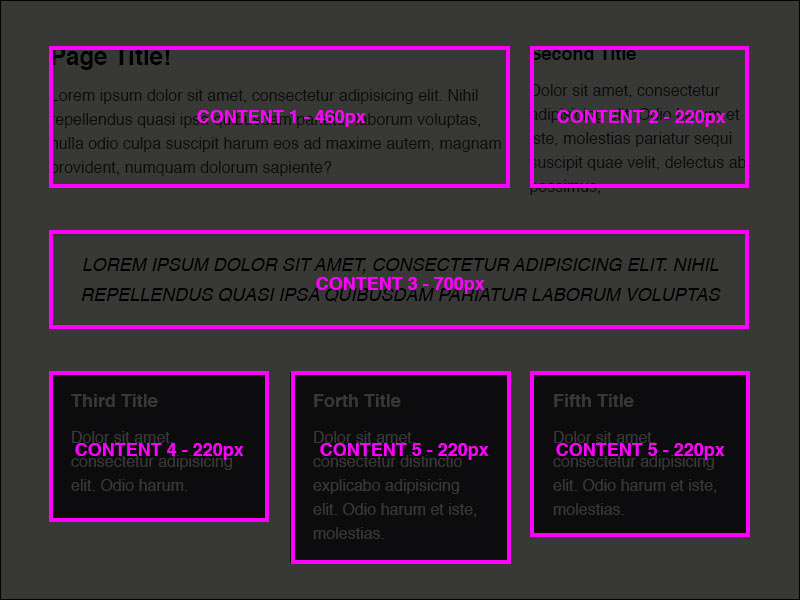 Page Title!
Lorem ipsum dolor sit amet, consectetur adipisicing elit. Nihil
CONTENT 1 - 460px
repellendus quasi ipsa quibusdam pariatur laborum voluptas,
nulla odio culpa suscipit harum eos ad maxime autem, magnam
provident, numquam dolorum sapiente?
Second Title
Dolor sit amet, consectetur
CONTENT 2 - 220px
adipisicing elit. Odio harum et
iste, molestias pariatur sequi
suscipit quae velit, delectus ab
possimus,
LOREM IPSUM DOLOR SIT AMET, CONSECTETUR ADIPISICING ELIT. NIHIL
CONTENT 3 - 700px
REPELLENDUS QUASI IPSA QUIBUSDAM PARIATUR LABORUM VOLUPTAS
Third Title
Dolor sit amet,
CONTENT 4 - 220px
consectetur adipisicing
elit. Odio harum.
Forth Title
Dolor sit amet,
CONTENT 5 - 220px
consectetur distinctio
explicabo adipisicing
elit. Odio harum et iste,
molestias.
Fifth Title
Dolor sit amet,
CONTENT 5 - 220px
consectetur adipisicing
elit. Odio harum et iste,
molestias.